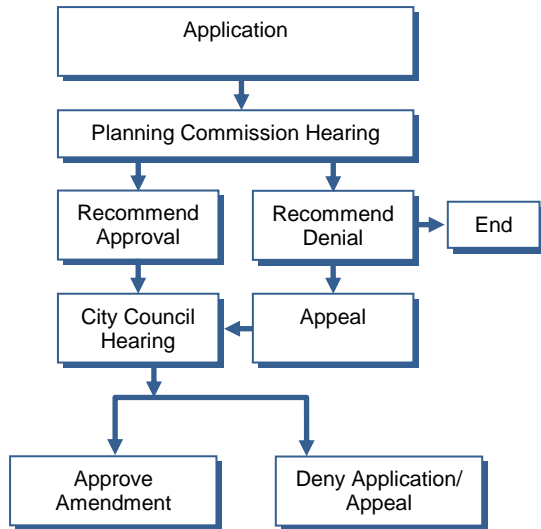 Application
Planning Commission Hearing
Recommend
Approval
Recommend
Denial
End
City Council
Hearing
Appeal
Approve
Amendment
Deny Application/
Appeal